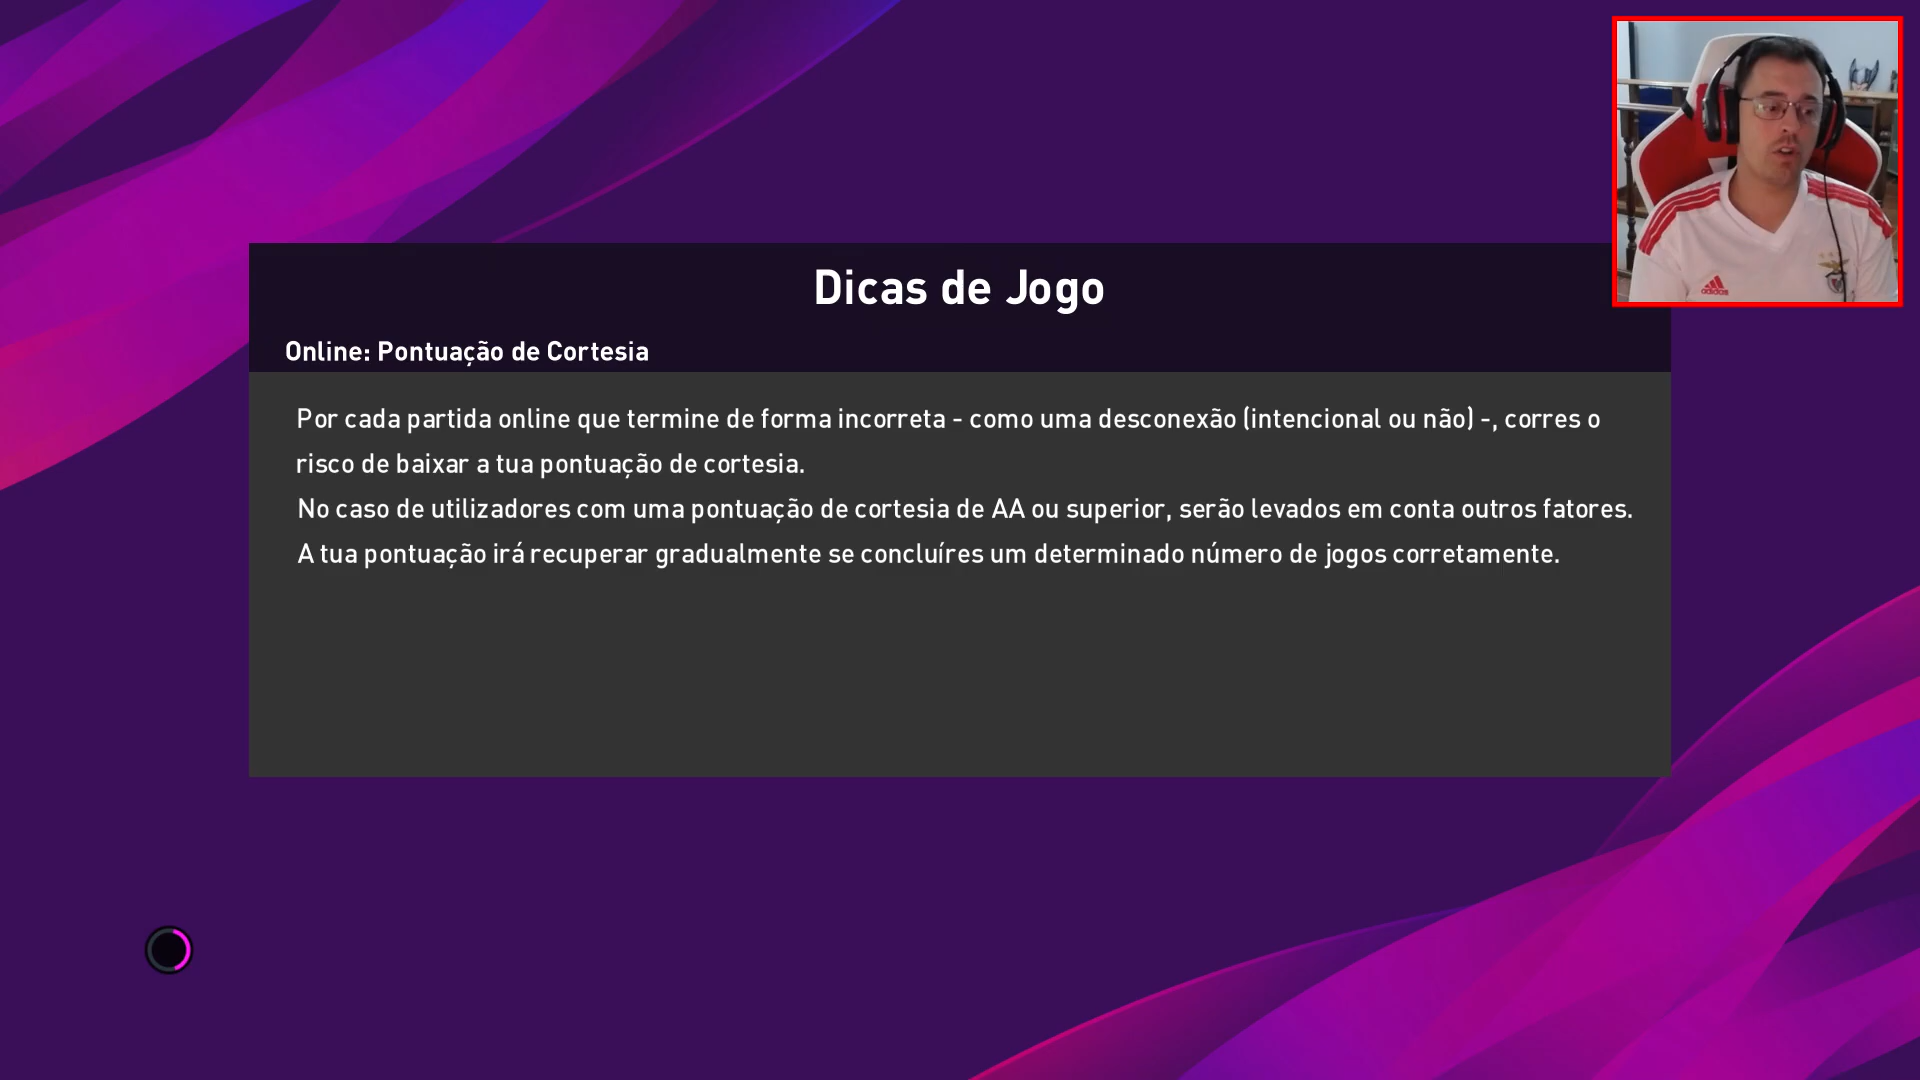 Dicas de Jogo
Online: Pontuação de Cortesia
Por cada partida online que termine de forma incorreta - como uma desconexão (intencional ou não) -, corres o
risco de baixar a tua pontuação de cortesia.
No caso de utilizadores com uma pontuação de cortesia de AA ou superior, serão levados em conta outros fatores.
A tua pontuação irá recuperar gradualmente se concluíres um determinado número de jogos corretamente.
adidas